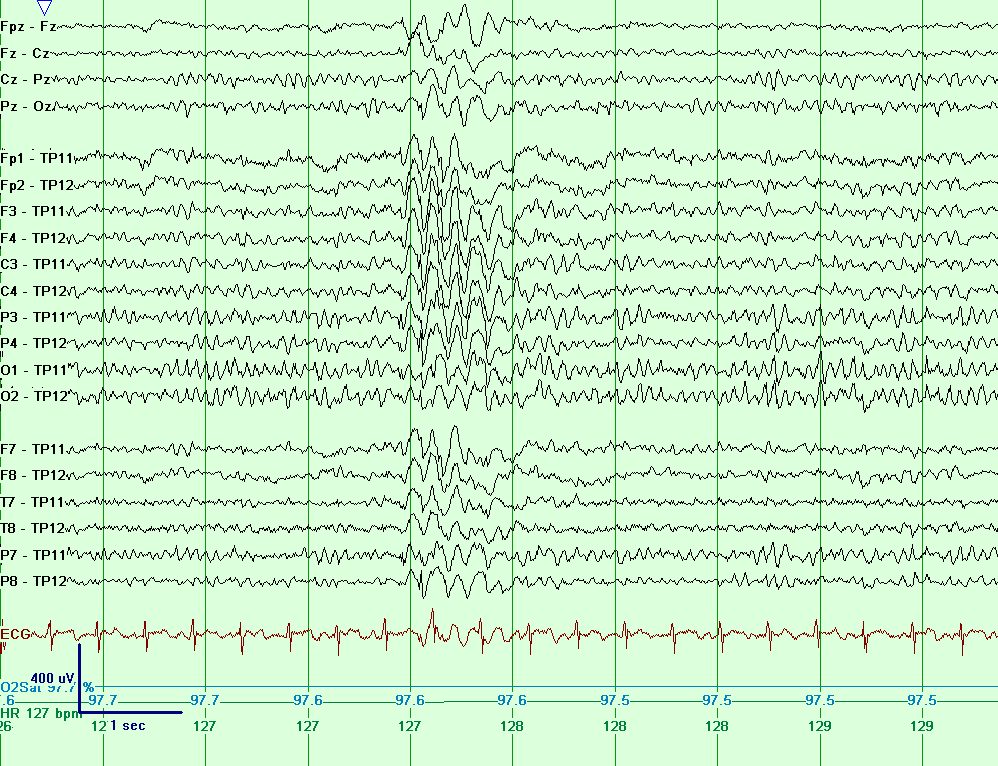 Fpz - Fz
Fz - Cz
Cz - Pz
Pz - Oz
Fp1 - TP11
Fp2 - TP12
F3 - TP11
F4 - TP12
C3 - TP11
C4 - TP12
P3 - TP11
P4 - TP12
O1 - TP11
O2 - TP12
F7 - TP11
F8 - TP12
T7 - TP11
T8 - TP12
P7 - TP11
P8 - TP12
ECG
400 uV
O2Sat 97.7 %
.6 97.7 97.7 97.6 97.6 97.6 97.5 97.5 97.5 97.5
HR 127 bpm
26 127 127 127 127 128 128 128 129 129
1 sec